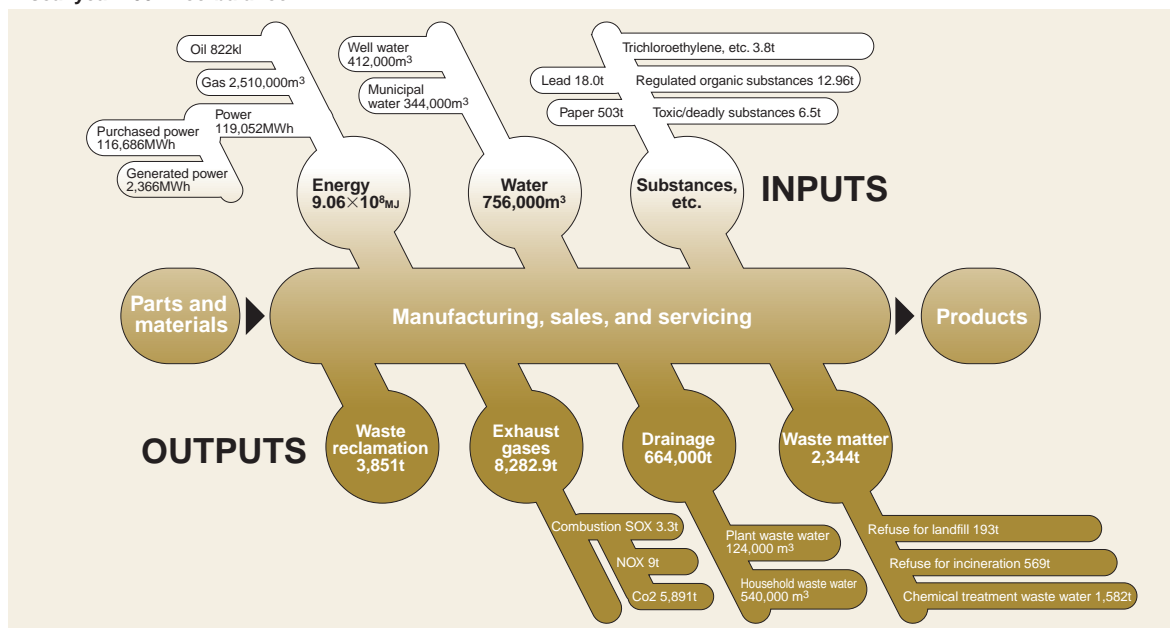 Oil 822kl
Gas 2,510,000m³
Power
119,052MWh
Purchased power
116,686MWh
Generated power
2,366MWh
Energy
9.06×10⁸MJ
Well water
412,000m³
Municipal
water 344,000m³
Water
756,000m³
Trichloroethylene, etc. 3.8t
Lead 18.0t
Regulated organic substances 12.96t
Paper 503t
Toxic/deadly substances 6.5t
Substances,
etc.
INPUTS
Parts and
materials
Manufacturing, sales, and servicing
Products
OUTPUTS
Waste
reclamation
3,851t
Exhaust
gases
8,282.9t
Combustion SOX 3.3t
NOX 9t
Co2 5,891t
Drainage
664,000t
Plant waste water
124,000 m³
Household waste water
540,000 m³
Waste matter
2,344t
Refuse for landfill 193t
Refuse for incineration 569t
Chemical treatment waste water 1,582t